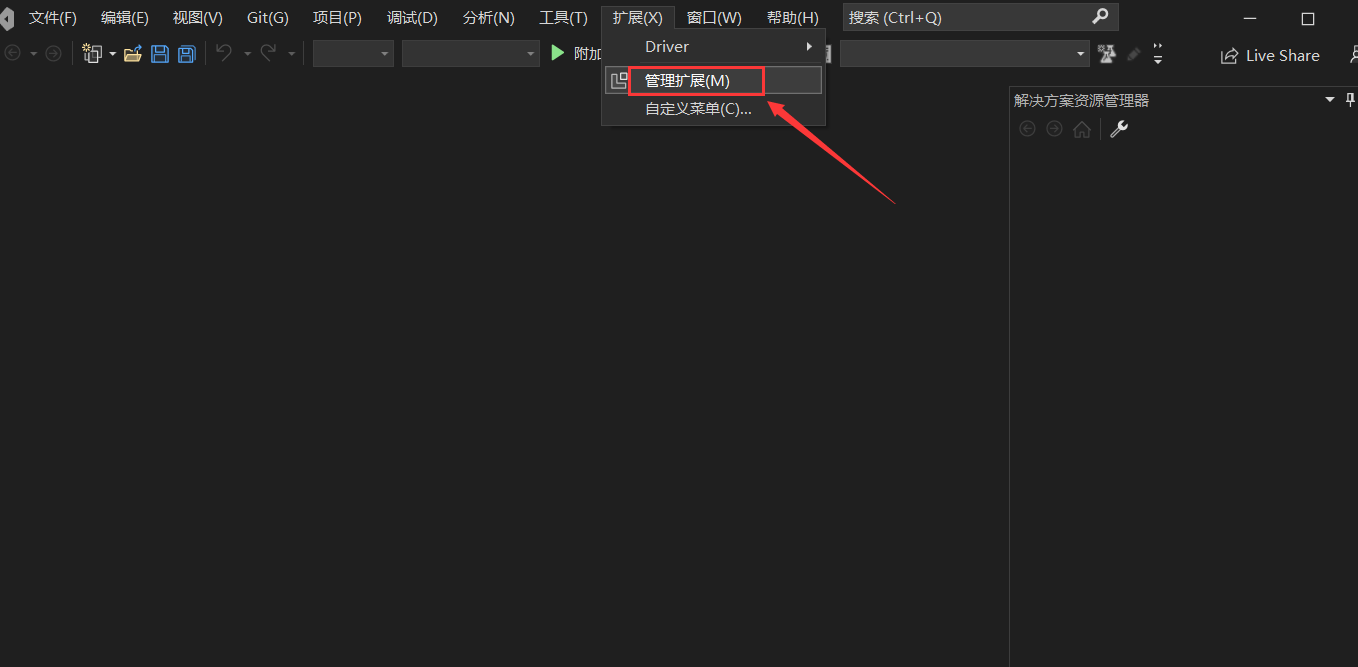 文件(F) 编辑(E) 视图(V) Git(G) 项目(P) 调试(D) 分析(N) 工具(T) 扩展(X) 窗口(W) 帮助(H) 搜索 (Ctrl+Q)
附加
Live Share
Driver
管理扩展(M)
自定义菜单(C)...
解决方案资源管理器